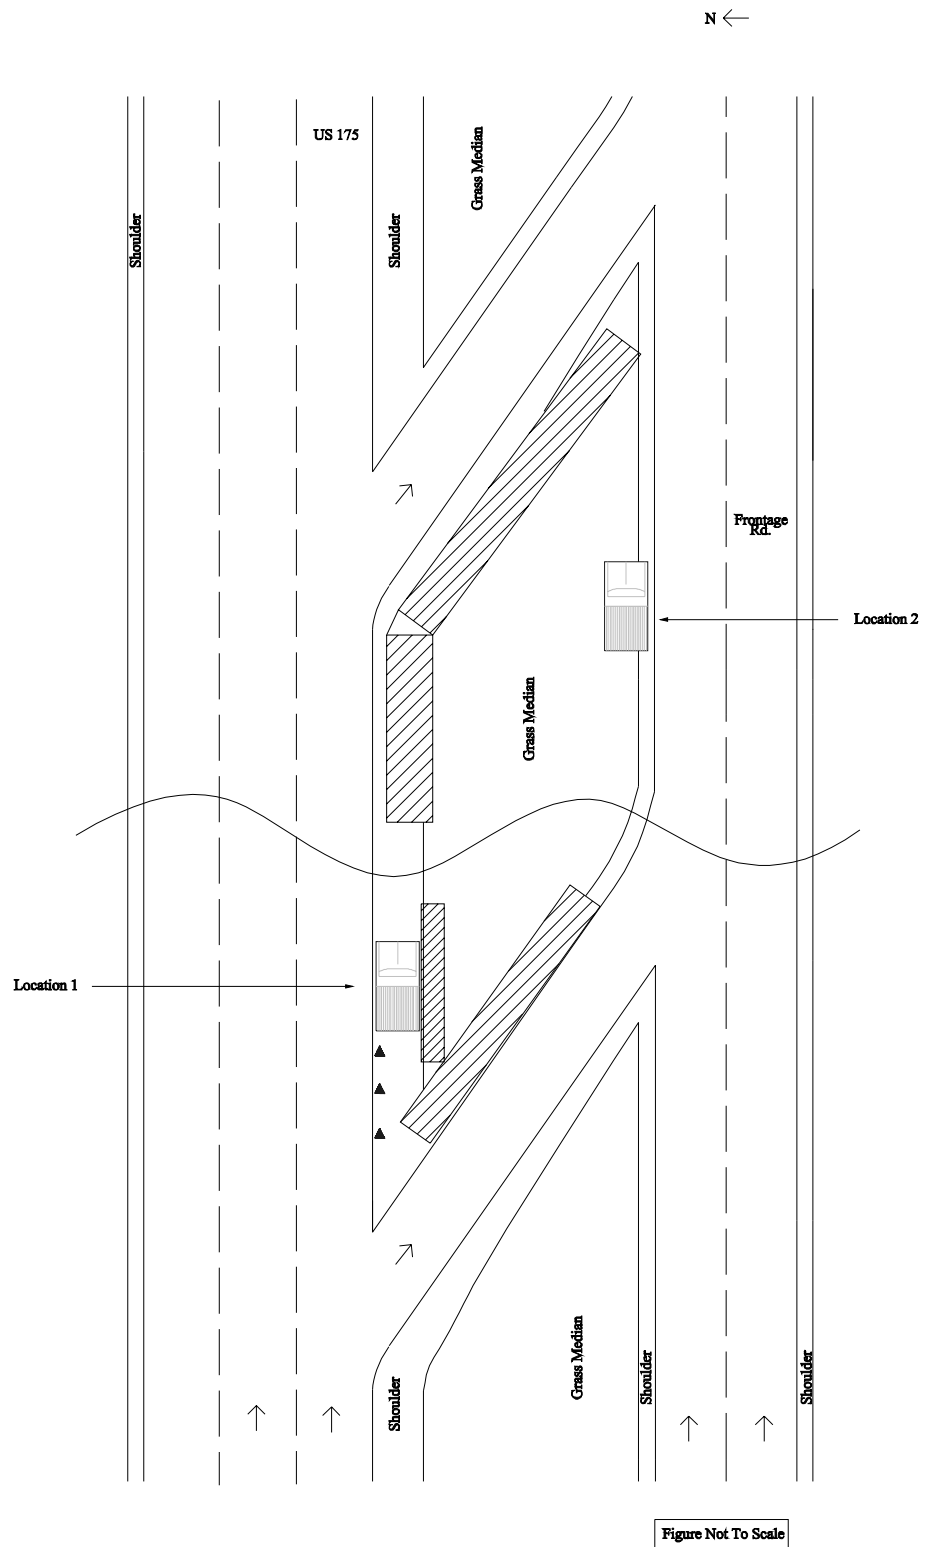 N
US 175
Grass Median
Shoulder
Shoulder
Frontage
Rd.
Location 2
Grass Median
Location 1
Grass Median
Shoulder
Shoulder
Shoulder
Figure Not To Scale